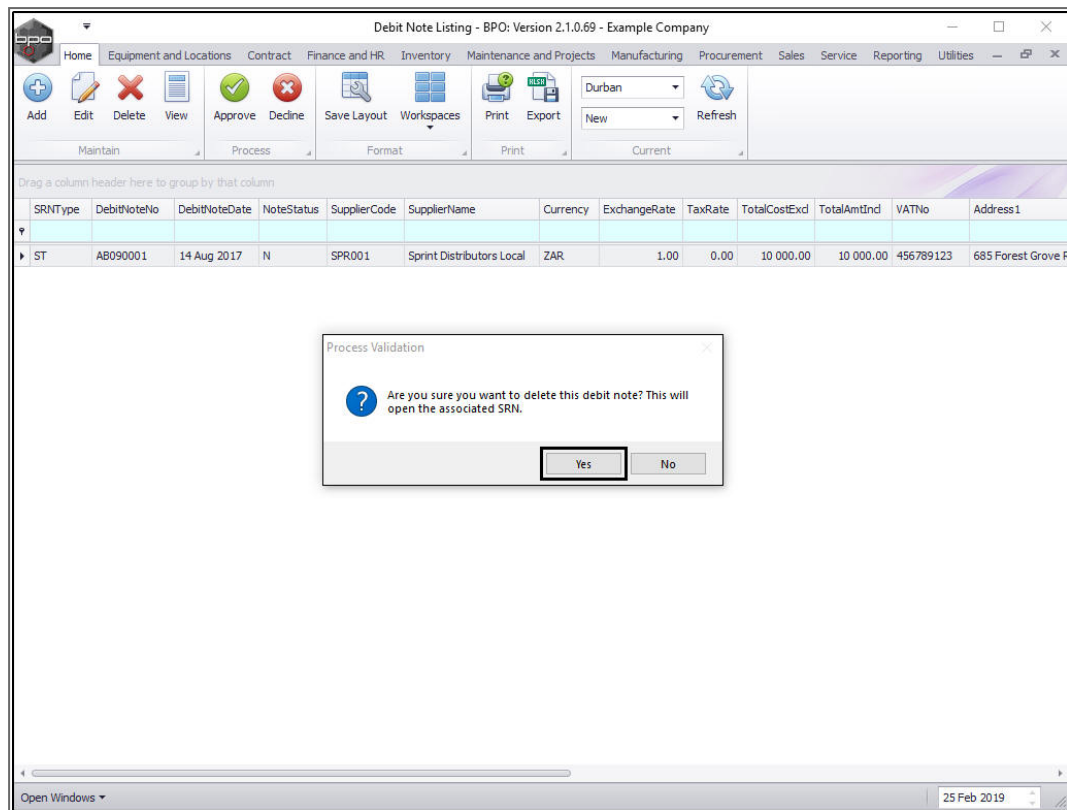 Debit Note Listing - BPO: Version 2.1.0.69 - Example Company
bpo
Home Equipment and Locations Contract Finance and HR Inventory Maintenance and Projects Manufacturing Procurement Sales Service Reporting Utilities
Add Edit Delete View Approve Decline Save Layout Workspaces Print Export Durban New Refresh
Maintain Process Format Print Current
Drag a column header here to group by that column
SRNType DebitNoteNo DebitNoteDate NoteStatus SupplierCode SupplierName Currency ExchangeRate TaxRate TotalCostExcl TotalAmtIncl VATNo Address1
ST AB090001 14 Aug 2017 N SPR001 Sprint Distributors Local ZAR 1.00 0.00 10 000.00 10 000.00 456789123 685 Forest Grove
Process Validation
Are you sure you want to delete this debit note? This will
open the associated SRN.
Yes No
Open Windows 25 Feb 2019